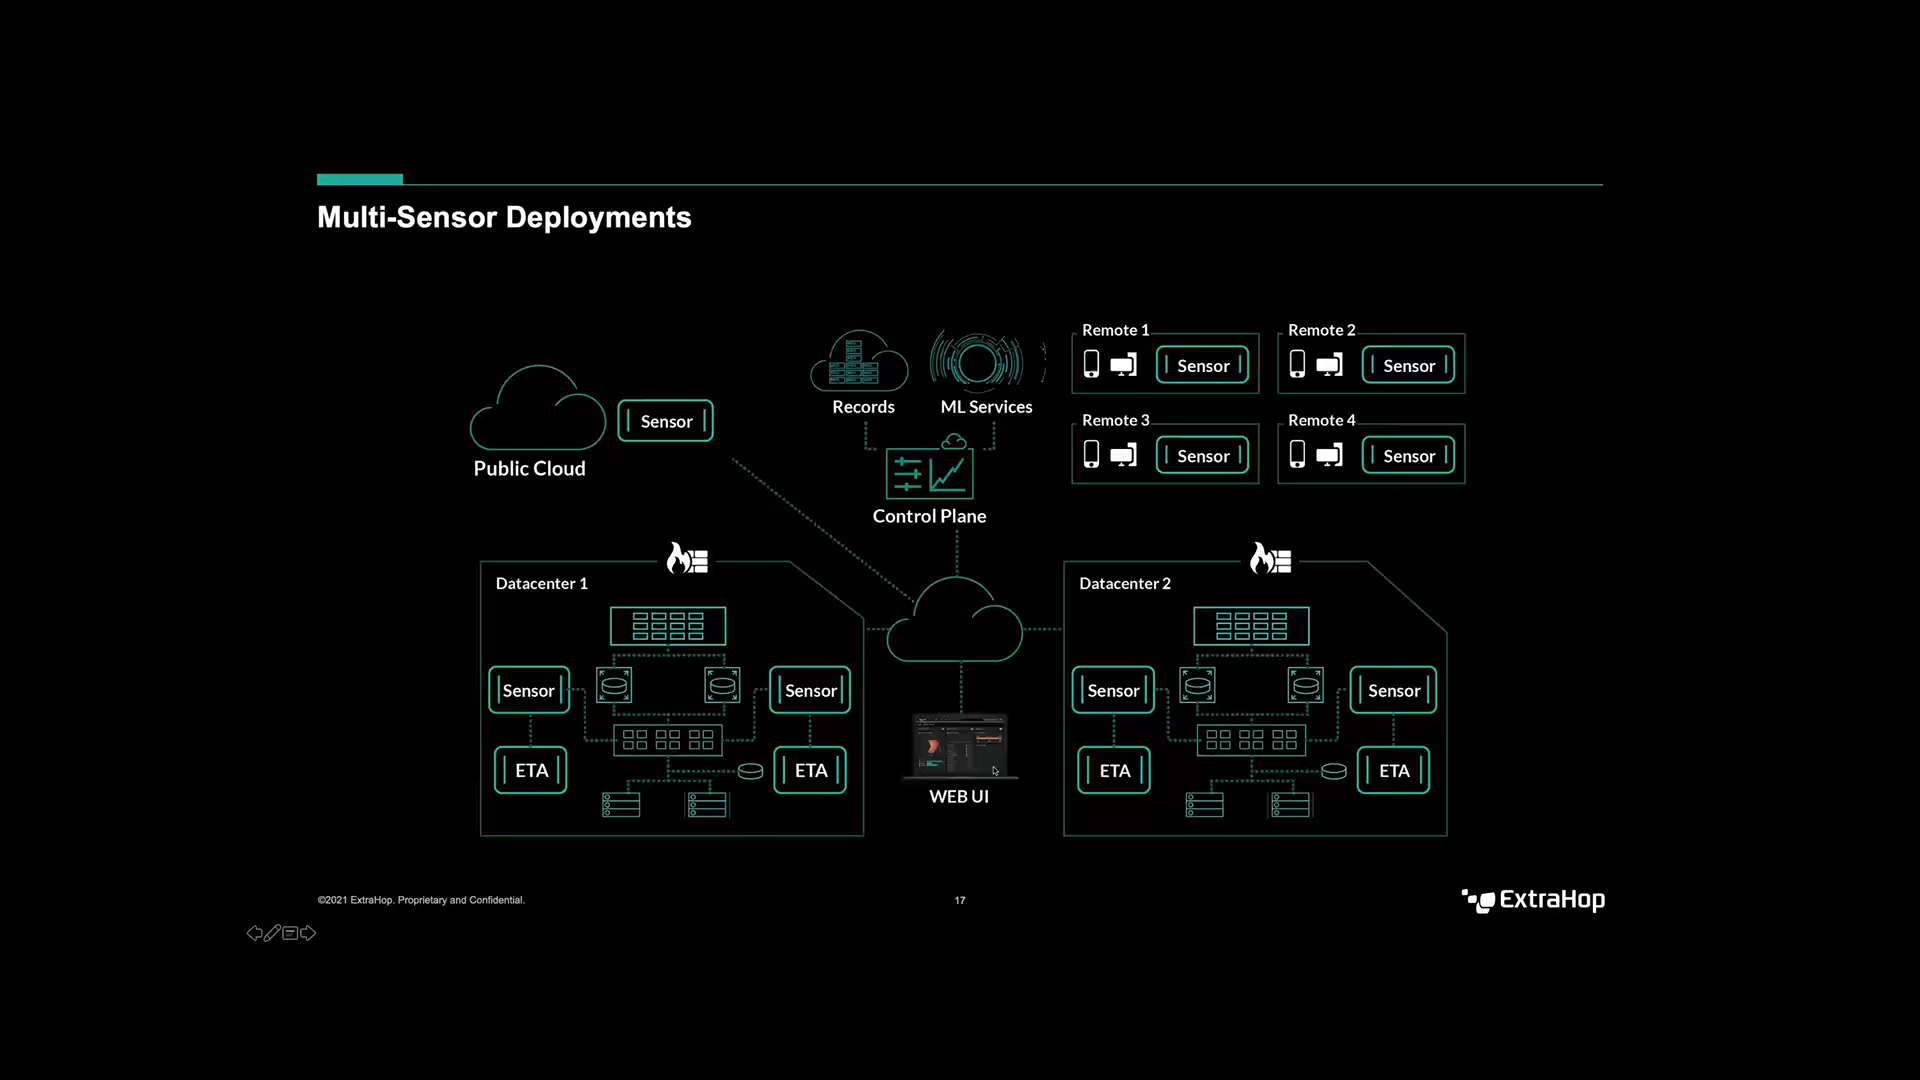 Multi-Sensor Deployments
Remote 1
Sensor
Remote 2
Sensor
Records
ML Services
Sensor
Public Cloud
Remote 3
Sensor
Remote 4
Sensor
Control Plane
Datacenter 1
Sensor
Sensor
ETA
ETA
WEB UI
Datacenter 2
Sensor
Sensor
ETA
ETA
©2021 ExtraHop. Proprietary and Confidential.
17
ExtraHop